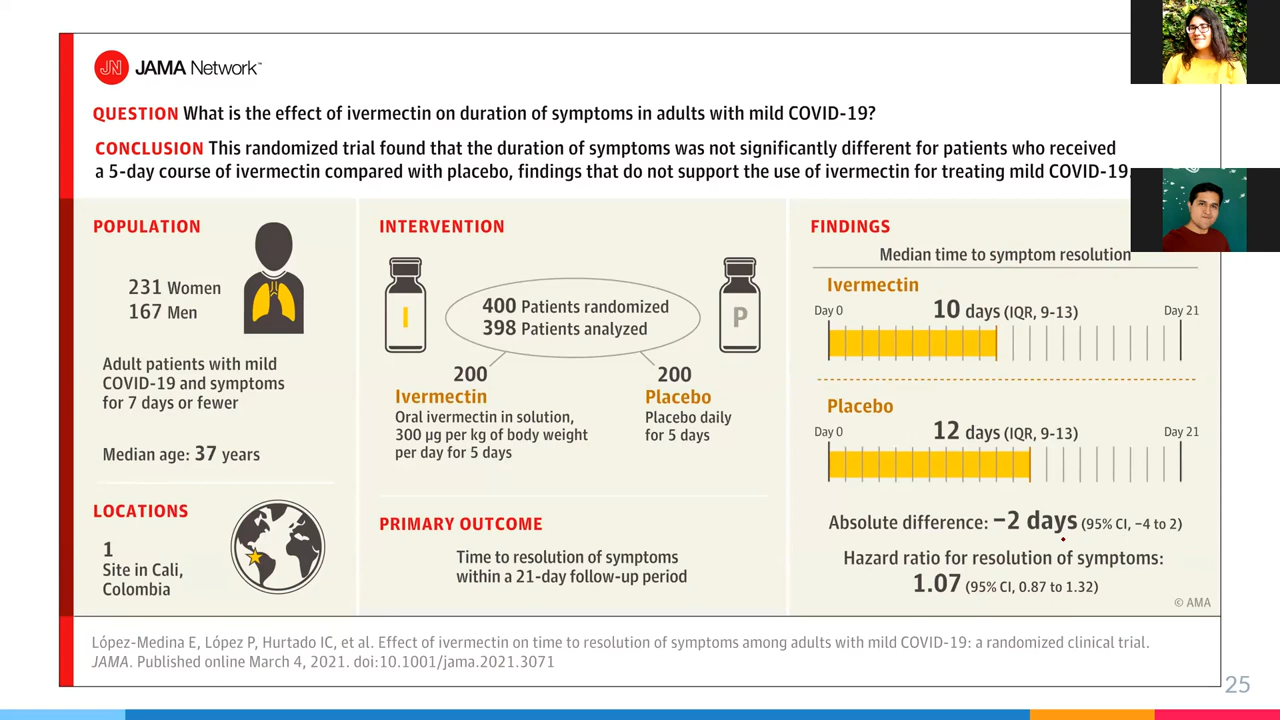 JN JAMA Network™
QUESTION What is the effect of ivermectin on duration of symptoms in adults with mild COVID-19?
CONCLUSION This randomized trial found that the duration of symptoms was not significantly different for patients who received
a 5-day course of ivermectin compared with placebo, findings that do not support the use of ivermectin for treating mild COVID-19.
POPULATION
231 Women
167 Men
Adult patients with mild
COVID-19 and symptoms
for 7 days or fewer
Median age: 37 years
LOCATIONS
1
Site in Cali,
Colombia
INTERVENTION
I
P
400 Patients randomized
398 Patients analyzed
200
Ivermectin
Oral ivermectin in solution,
300 µg per kg of body weight
per day for 5 days
200
Placebo
Placebo daily
for 5 days
PRIMARY OUTCOME
Time to resolution of symptoms
within a 21-day follow-up period
FINDINGS
Median time to symptom resolution
Ivermectin
Day 0
10 days (IQR, 9-13)
Day 21
Placebo
Day 0
12 days (IQR, 9-13)
Day 21
Absolute difference: −2 days (95% CI, −4 to 2)
Hazard ratio for resolution of symptoms:
1.07 (95% CI, 0.87 to 1.32)
© AMA
López-Medina E, López P, Hurtado IC, et al. Effect of ivermectin on time to resolution of symptoms among adults with mild COVID-19: a randomized clinical trial.
JAMA. Published online March 4, 2021. doi:10.1001/jama.2021.3071
25